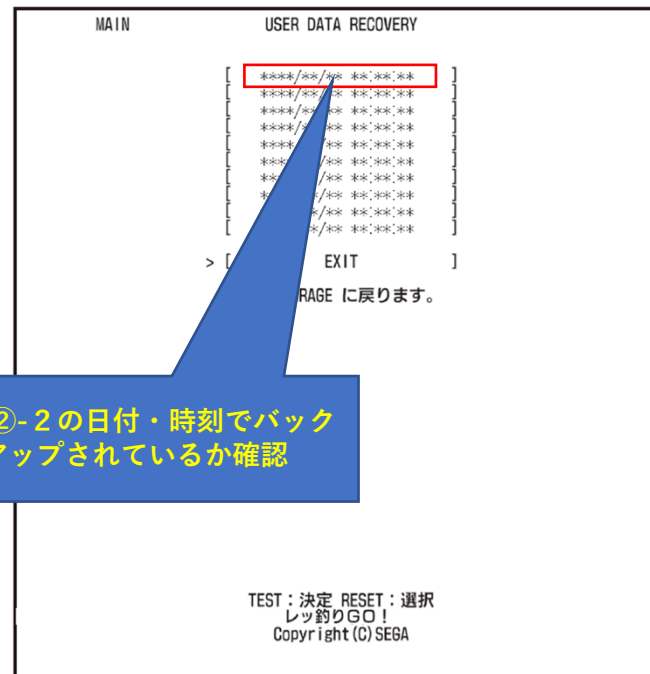 MAIN USER DATA RECOVERY
[ ****/**/** **:**:** ]
[ ****/**/** **:**:** ]
[ ****/**/** **:**:** ]
[ ****/**/** **:**:** ]
[ ****/**/** **:**:** ]
[ /** **:**:** ]
[ /** **:**:** ]
[ /** **:**:** ]
[ /** **:**:** ]
[ */** **:**:** ]
> [ EXIT ]
RAGE に戻ります。
②-２の日付・時刻でバック
アップされているか確認
TEST：決定 RESET：選択
レッ釣りGO！
Copyright(C)SEGA